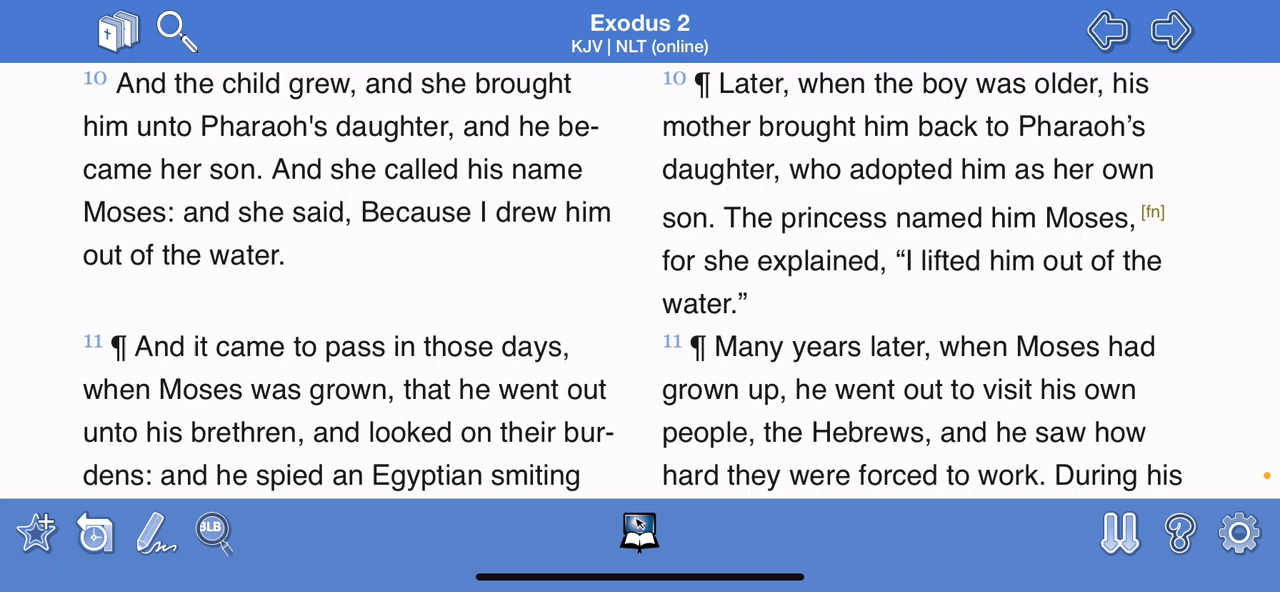 Exodus 2
KJV | NLT (online)
10 And the child grew, and she brought
him unto Pharaoh's daughter, and he be-
came her son. And she called his name
Moses: and she said, Because I drew him
out of the water.
11 ¶ And it came to pass in those days,
when Moses was grown, that he went out
unto his brethren, and looked on their bur-
dens: and he spied an Egyptian smiting
10 ¶ Later, when the boy was older, his
mother brought him back to Pharaoh’s
daughter, who adopted him as her own
son. The princess named him Moses, [fn]
for she explained, “I lifted him out of the
water.”
11 ¶ Many years later, when Moses had
grown up, he went out to visit his own
people, the Hebrews, and he saw how
hard they were forced to work. During his
BLB